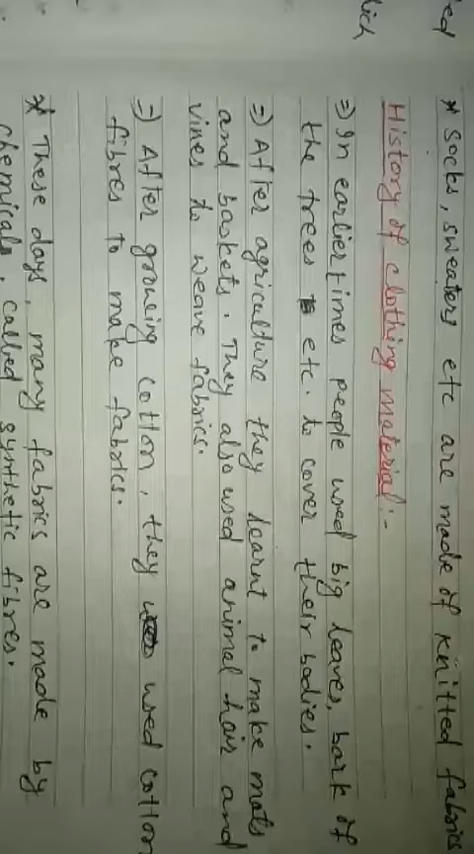 ed
lich
* Socks, sweaters etc are made of knitted fabrics
History of clothing material:-
=) In earlier times people used big leaves, bark of
the trees etc. to cover their bodies.
=) After agriculture they learnt to make mats
and baskets. They also used animal hair and
vines to weave fabrics.
=) After growing cotton, they used cotton
fibres to make fabrics.
* These days, many fabrics are made by
chemicals, called synthetic fibres.